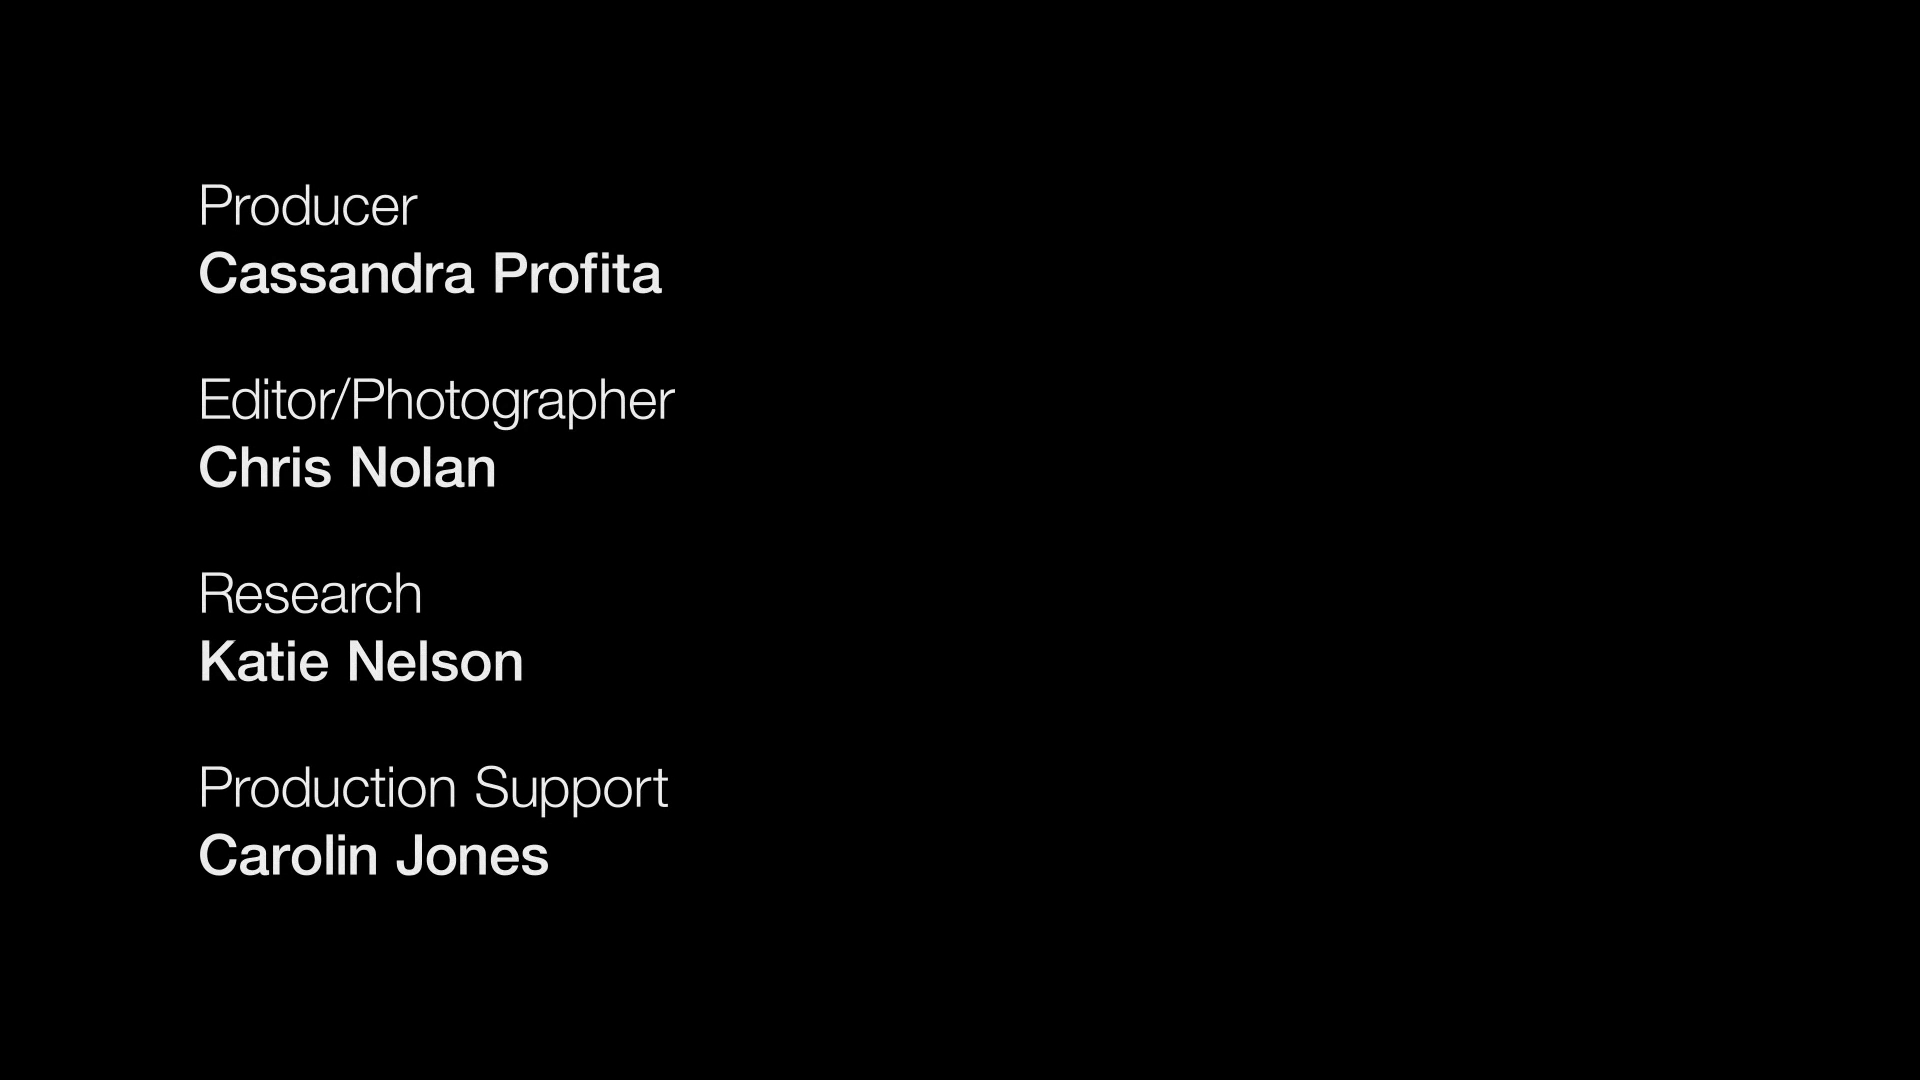 Producer
Cassandra Profita
Editor/Photographer
Chris Nolan
Research
Katie Nelson
Production Support
Carolin Jones